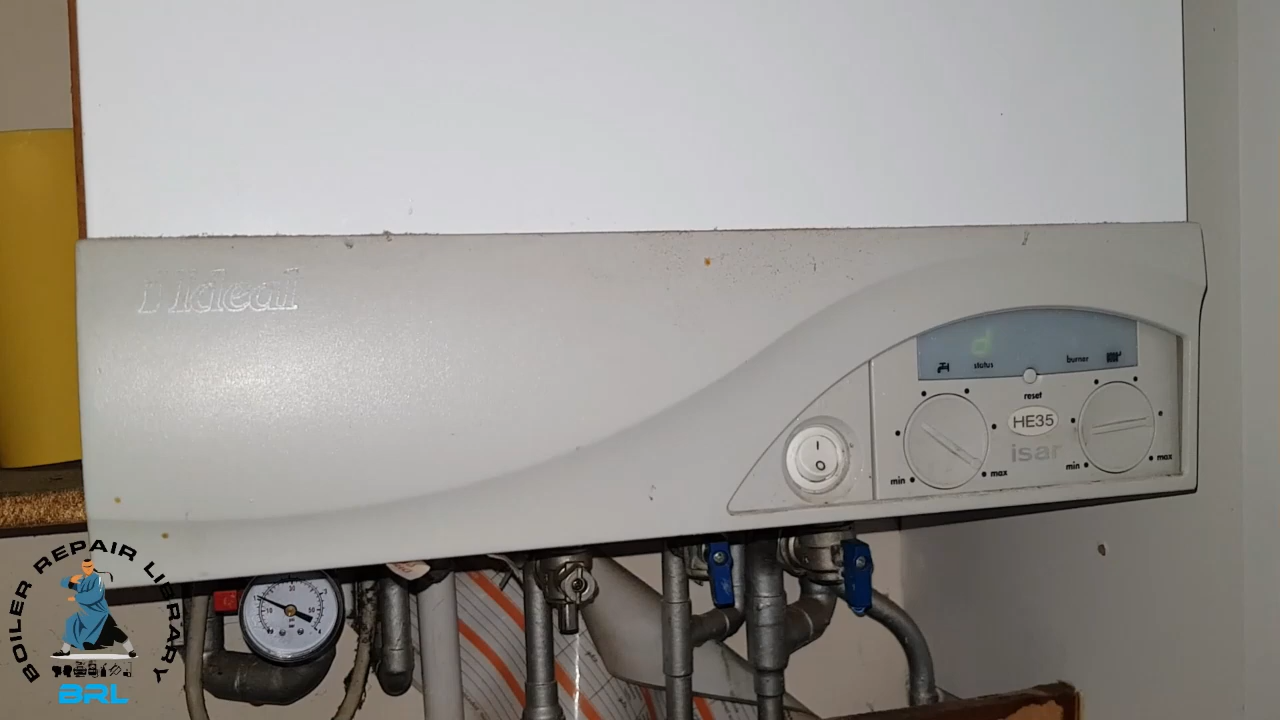 Ideal
d
status
burner
reset
HE35
isar
min
max
min
max
I
O
BOILER REPAIR LIBRARY
BRL